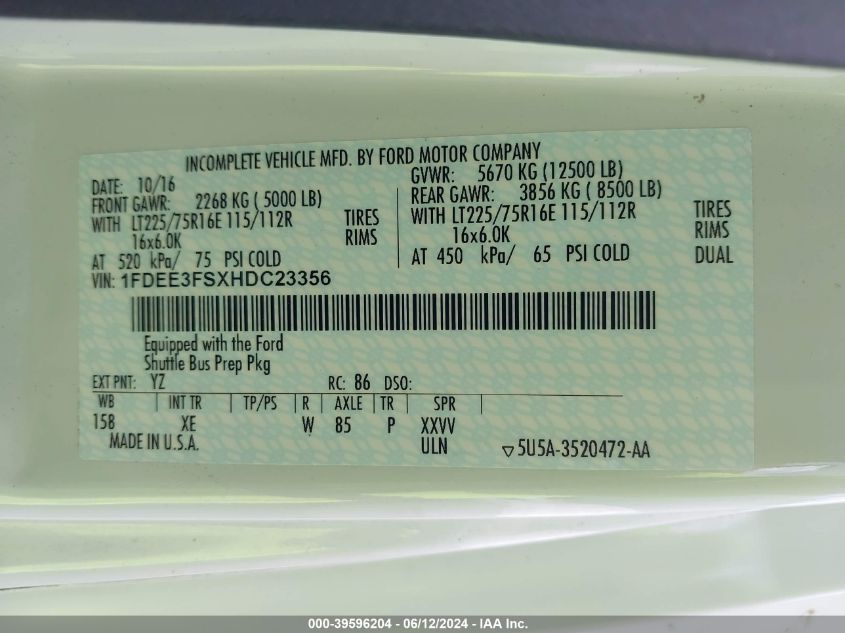 INCOMPLETE VEHICLE MFD. BY FORD MOTOR COMPANY
DATE: 10/16
FRONT GAWR: 2268 KG ( 5000 LB)
WITH LT225/75R16E 115/112R TIRES
16x6.0K RIMS
AT 520 kPa/ 75 PSI COLD
GVWR: 5670 KG (12500 LB)
REAR GAWR: 3856 KG ( 8500 LB)
WITH LT225/75R16E 115/112R TIRES
16x6.0K RIMS
AT 450 kPa/ 65 PSI COLD DUAL
VIN: 1FDEE3FSXHDC23356
Equipped with the Ford
Shuttle Bus Prep Pkg
EXT PNT: YZ RC: 86 DSO:
WB | INT TR | TP/PS | R | AXLE | TR | SPR |
158 XE W 85 P XXVV
MADE IN U.S.A. ULN ▽5U5A-3520472-AA
000-39596204 - 06/12/2024 - IAA Inc.